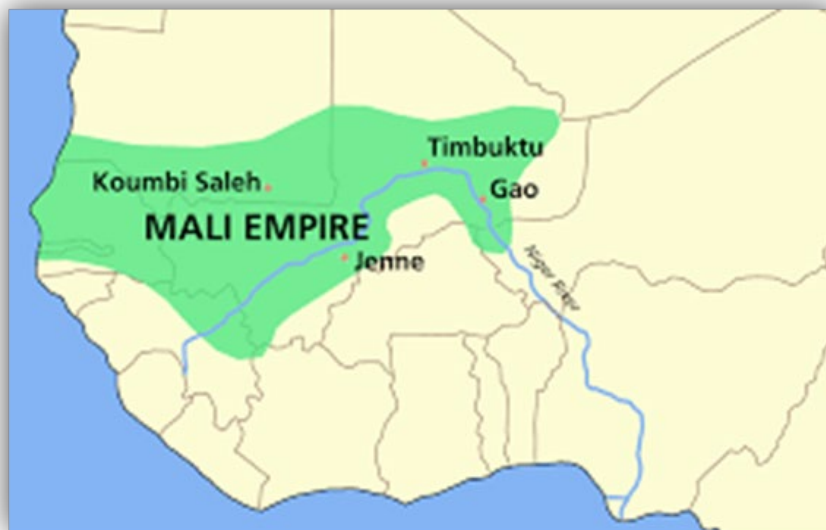 Timbuktu
Koumbi Saleh
Gao
MALI EMPIRE
Jenne
Niger River